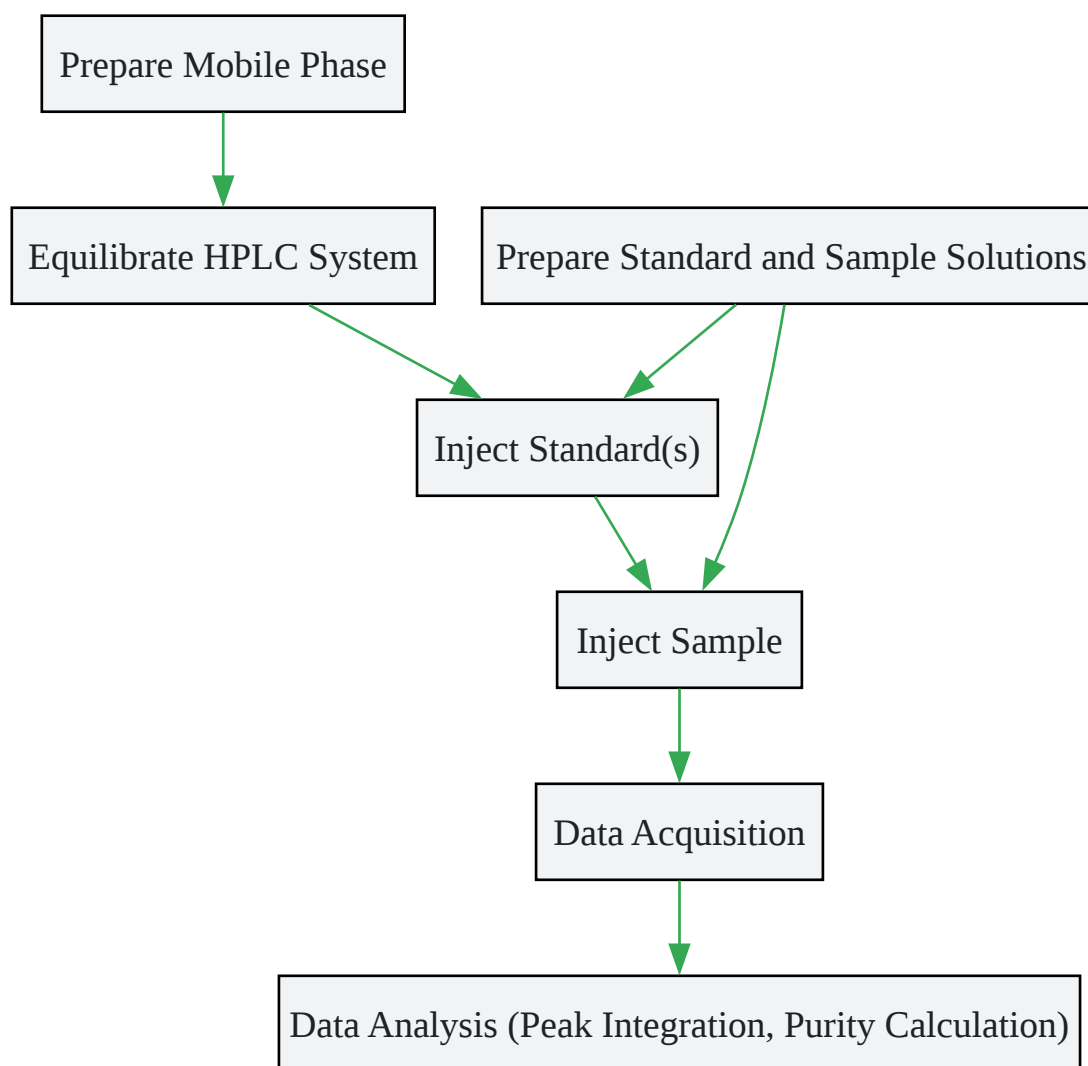 Prepare Mobile Phase
Equilibrate HPLC System
Prepare Standard and Sample Solutions
Inject Standard(s)
Inject Sample
Data Acquisition
Data Analysis (Peak Integration, Purity Calculation)